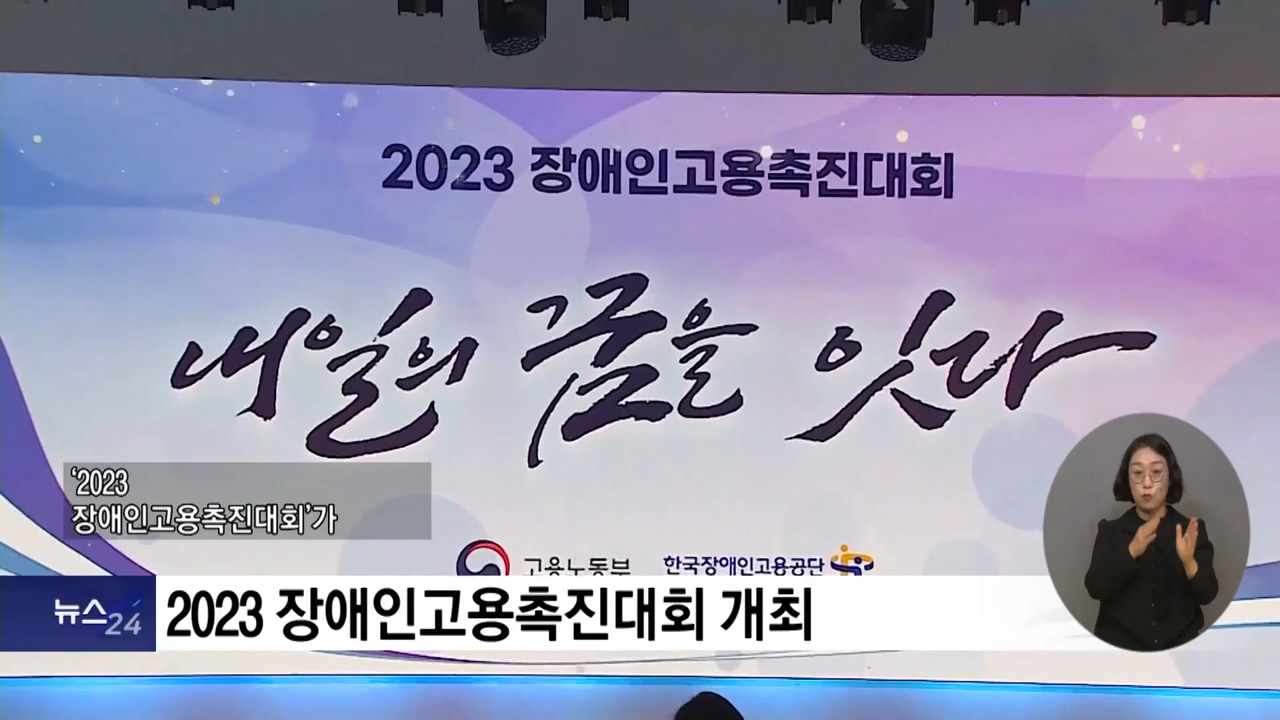 2023 장애인고용촉진대회
내일의 꿈을 잇다
‘2023
장애인고용촉진대회’가
고용노동부 한국장애인고용공단
뉴스24 2023 장애인고용촉진대회 개최